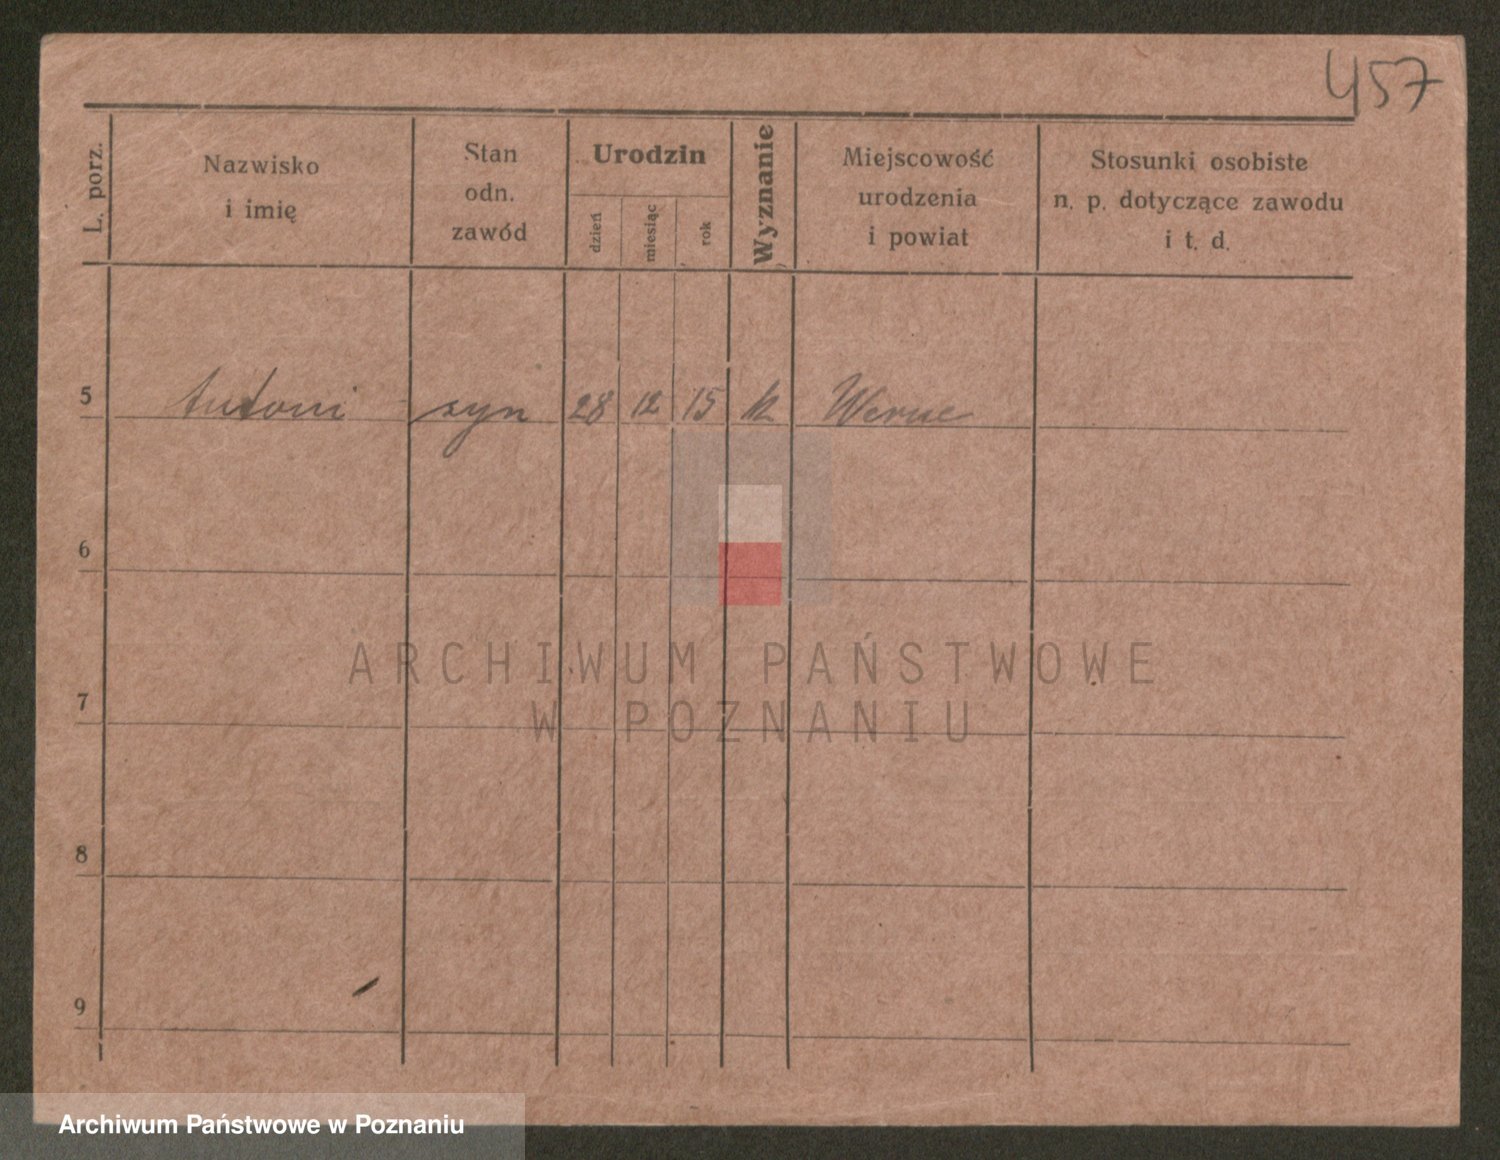 457
L. porz.
Nazwisko
i imię
Stan
odn.
zawód
Urodzin
dzień
miesiąc
rok
Wyznanie
Miejscowość
urodzenia
i powiat
Stosunki osobiste
n. p. dotyczące zawodu
i t. d.
5 Antoni syn 28 12 15 k Werne
6
7
8
9
ARCHIWUM PAŃSTWOWE
W POZNANIU
Archiwum Państwowe w Poznaniu